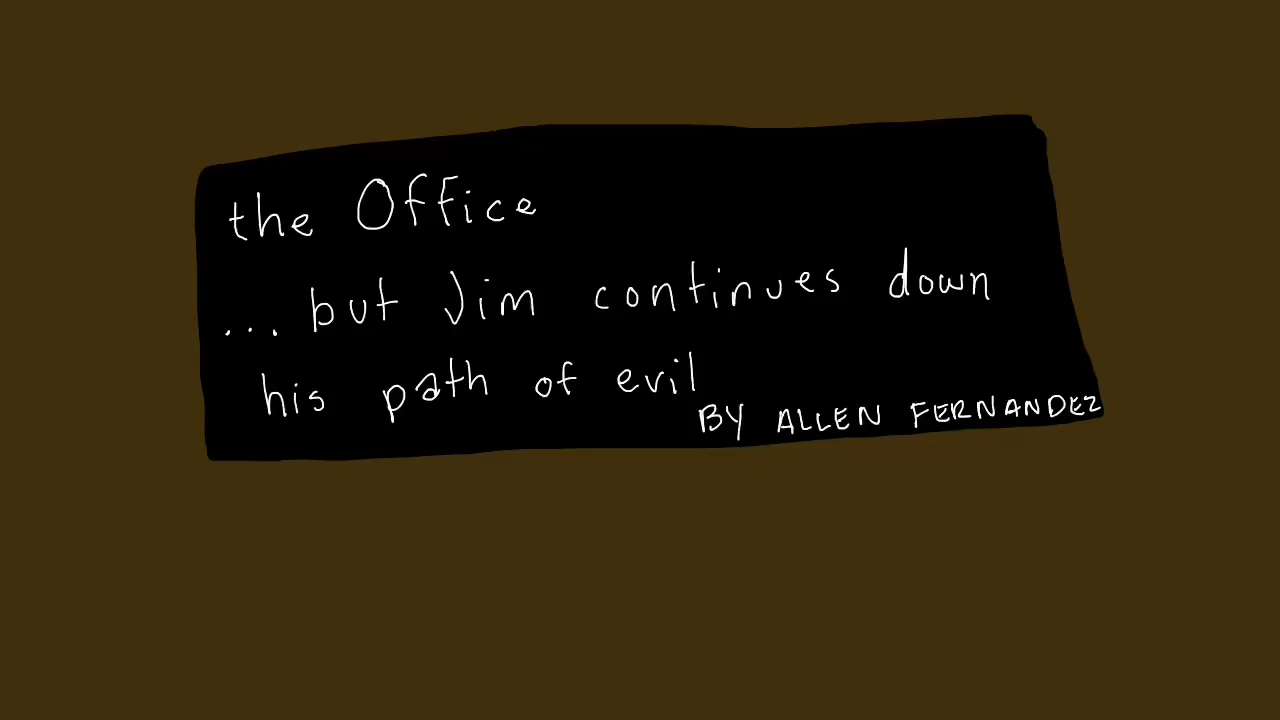 the Office
... but Jim continues down
his path of evil
BY ALLEN FERNANDEZ